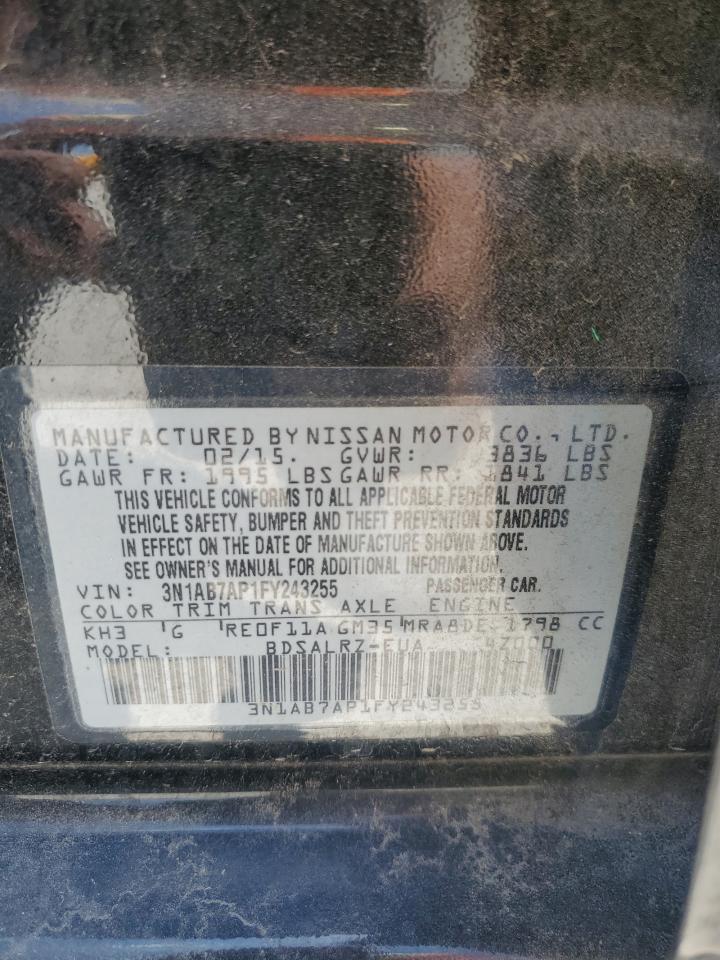 MANUFACTURED BY NISSAN MOTOR CO., LTD.
DATE: 02/15. GVWR: 3836 LBS
GAWR FR: 1995 LBS GAWR RR: 1841 LBS
THIS VEHICLE CONFORMS TO ALL APPLICABLE FEDERAL MOTOR
VEHICLE SAFETY, BUMPER AND THEFT PREVENTION STANDARDS
IN EFFECT ON THE DATE OF MANUFACTURE SHOWN ABOVE.
SEE OWNER'S MANUAL FOR ADDITIONAL INFORMATION.
VIN: 3N1AB7AP1FY243255 PASSENGER CAR.
COLOR TRIM TRANS AXLE ENGINE
KH3 G RE0F11A GM35 MRA8DE 1798 CC
MODEL: BDSALRZ-EUA 4Z000
3N1AB7AP1FY243255